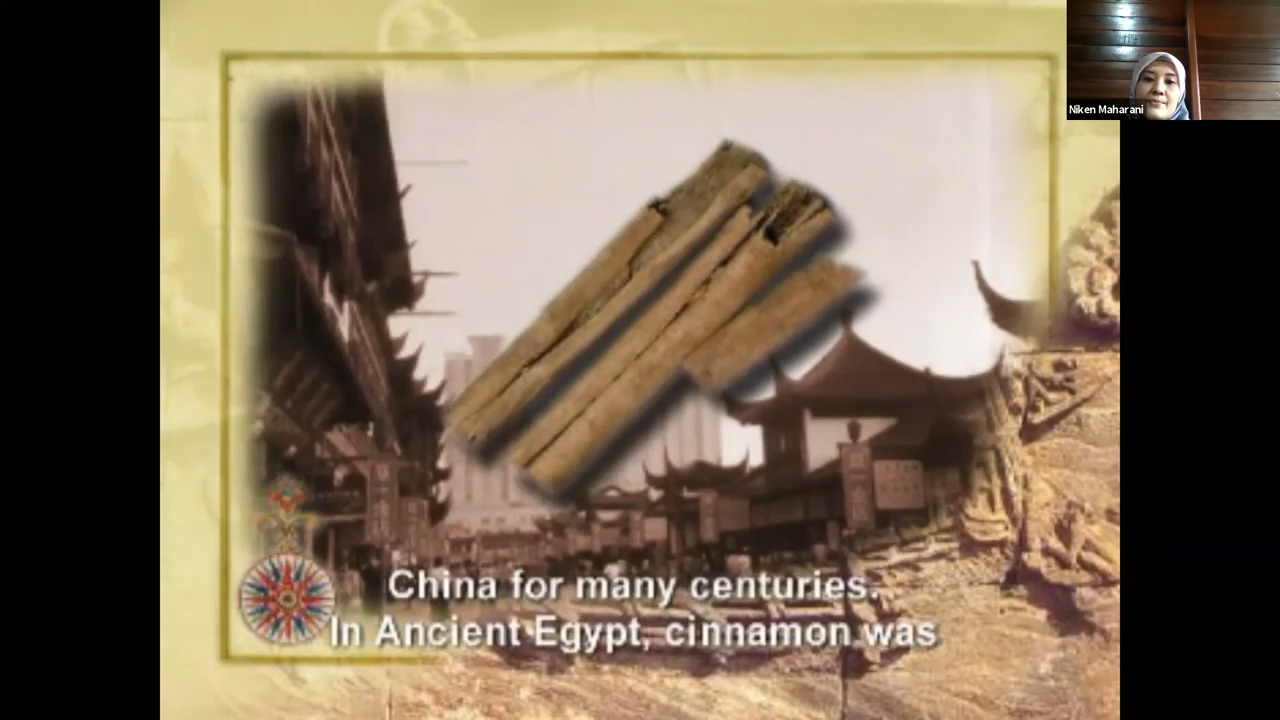 Niken Maharani
China for many centuries.
In Ancient Egypt, cinnamon was